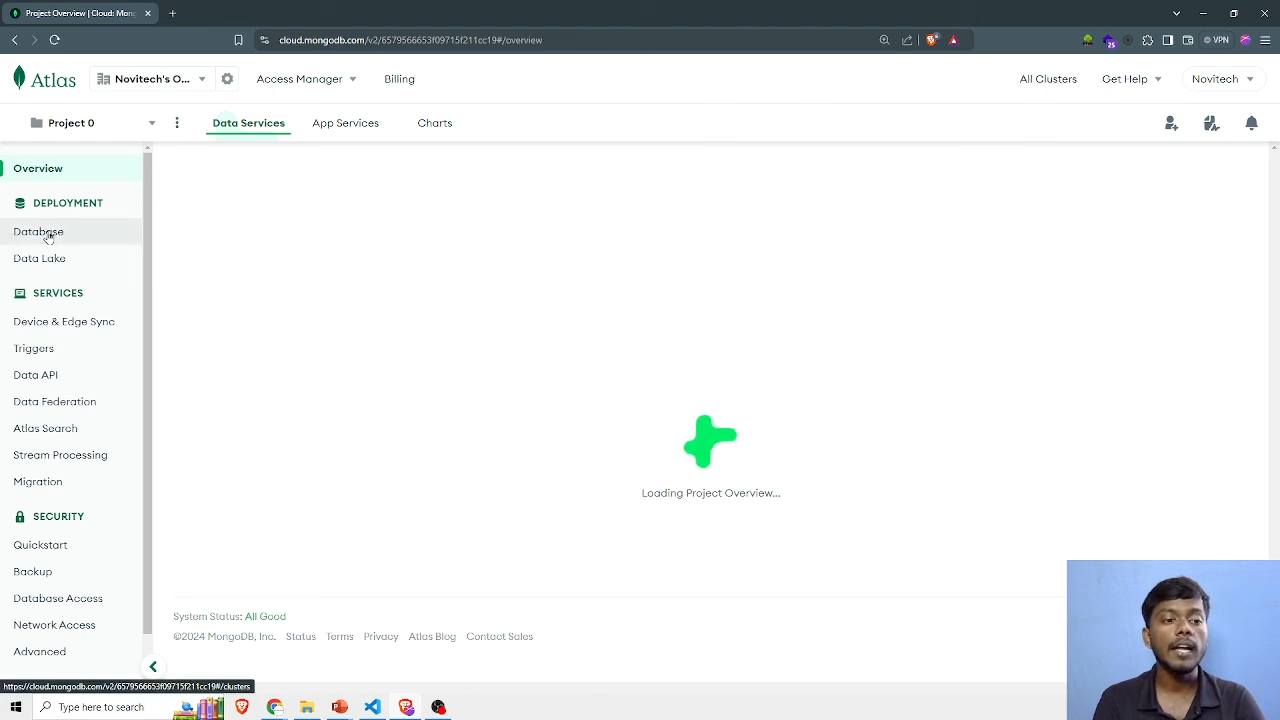 Project Overview | Cloud: Mong
cloud.mongodb.com/v2/6579566653f09715f211cc19#/overview
VPN
Atlas
Novitech's O...
Access Manager
Billing
All Clusters
Get Help
Novitech
Project 0
Data Services
App Services
Charts
Overview
DEPLOYMENT
Database
Data Lake
SERVICES
Device & Edge Sync
Triggers
Data API
Data Federation
Atlas Search
Stream Processing
Migration
SECURITY
Quickstart
Backup
Database Access
Network Access
Advanced
Loading Project Overview...
System Status: All Good
©2024 MongoDB, Inc. Status Terms Privacy Atlas Blog Contact Sales
https://cloud.mongodb.com/v2/6579566653f09715f211cc19#/clusters
Type here to search